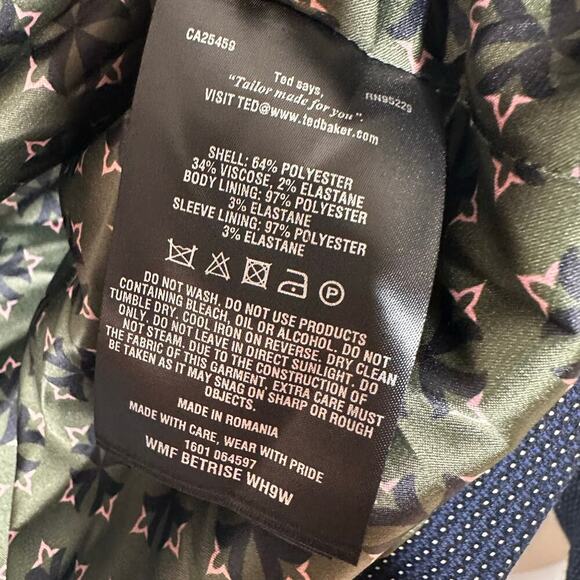 CA25459
RN95229
Ted says,
"Tailor made for you".
VISIT TED@www.tedbaker.com
SHELL: 64% POLYESTER
34% VISCOSE, 2% ELASTANE
BODY LINING: 97% POLYESTER
3% ELASTANE
SLEEVE LINING: 97% POLYESTER
3% ELASTANE
P
DO NOT WASH. DO NOT USE PRODUCTS
CONTAINING BLEACH, OIL OR ALCOHOL. DO NOT
TUMBLE DRY. COOL IRON ON REVERSE. DRY CLEAN
ONLY. DO NOT LEAVE IN DIRECT SUNLIGHT. DO
NOT STEAM. DUE TO THE CONSTRUCTION OF
THE FABRIC OF THIS GARMENT, EXTRA CARE MUST
BE TAKEN AS IT MAY SNAG ON SHARP OR ROUGH
OBJECTS.
MADE IN ROMANIA
MADE WITH CARE, WEAR WITH PRIDE
1601 064597
WMF BETRISE WH9W